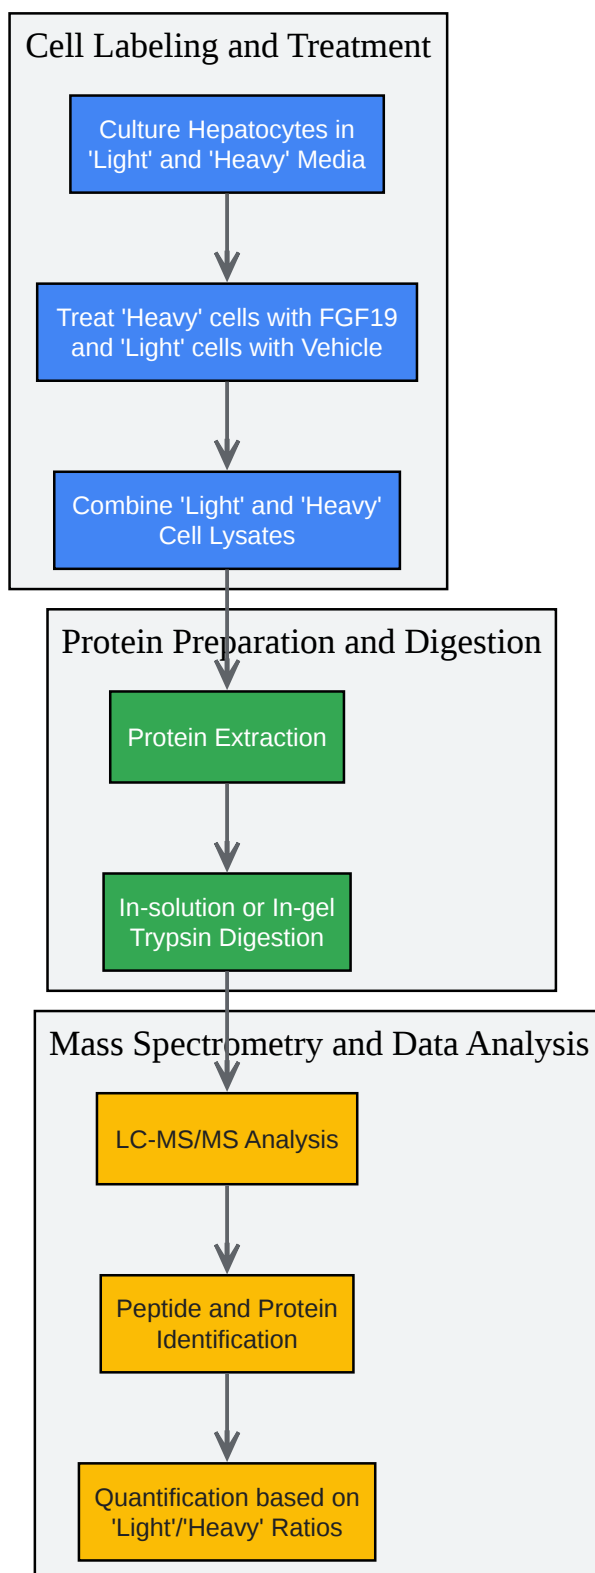 Cell Labeling and Treatment
Culture Hepatocytes in
'Light' and 'Heavy' Media
Treat 'Heavy' cells with FGF19
and 'Light' cells with Vehicle
Combine 'Light' and 'Heavy'
Cell Lysates
Protein Preparation and Digestion
Protein Extraction
In-solution or In-gel
Trypsin Digestion
Mass Spectrometry and Data Analysis
LC-MS/MS Analysis
Peptide and Protein
Identification
Quantification based on
'Light'/'Heavy' Ratios